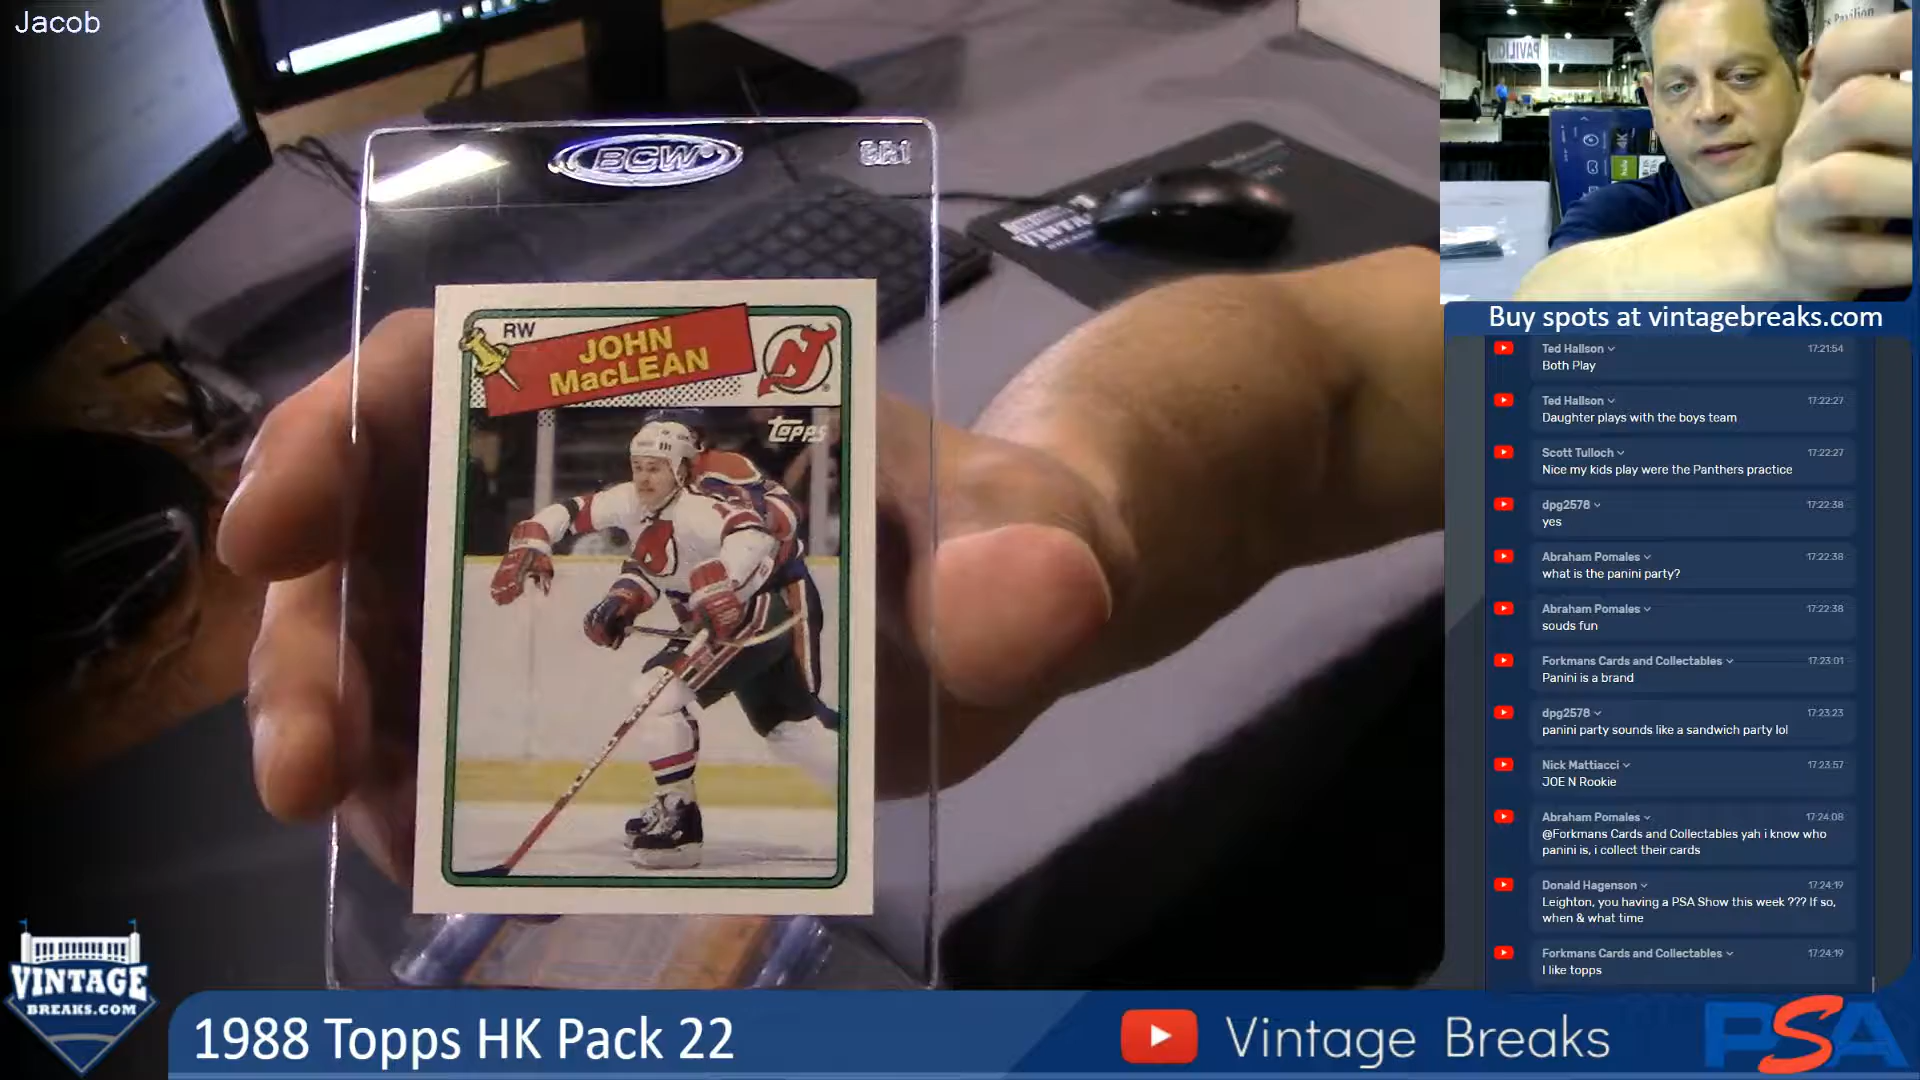 Jacob
BCW
RW
JOHN
MacLEAN
TOPPS
PAVILIO
Pavilion
4K
hulu
VINTA
Buy spots at vintagebreaks.com
Ted Hallson 17:21:54
Both Play
Ted Hallson 17:22:27
Daughter plays with the boys team
Scott Tulloch 17:22:27
Nice my kids play were the Panthers practice
dpg2578 17:22:38
yes
Abraham Pomales 17:22:38
what is the panini party?
Abraham Pomales 17:22:38
souds fun
Forkmans Cards and Collectables 17:23:01
Panini is a brand
dpg2578 17:23:23
panini party sounds like a sandwich party lol
Nick Mattiacci 17:23:57
JOE N Rookie
Abraham Pomales 17:24:08
@Forkmans Cards and Collectables yah i know who
panini is, i collect their cards
Donald Hagenson 17:24:19
Leighton, you having a PSA Show this week ??? If so,
when & what time
Forkmans Cards and Collectables 17:24:19
I like topps
VINTAGE
BREAKS.COM
1988 Topps HK Pack 22
Vintage Breaks
PSA